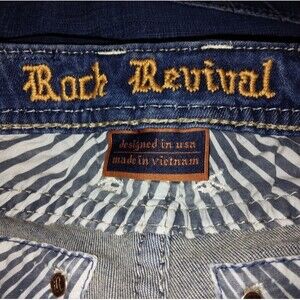 Rock Revival
designed in usa
made in vietnam